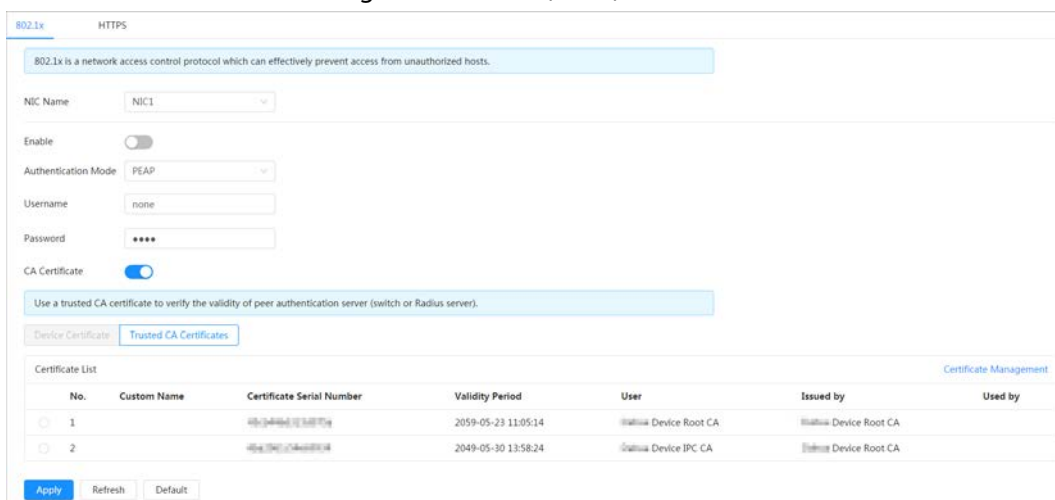 802.1x HTTPS
802.1x is a network access control protocol which can effectively prevent access from unauthorized hosts.
NIC Name NIC1
Enable
Authentication Mode PEAP
Username none
Password ••••
CA Certificate
Use a trusted CA certificate to verify the validity of peer authentication server (switch or Radius server).
Device Certificate Trusted CA Certificates
Certificate List Certificate Management
No. Custom Name Certificate Serial Number Validity Period User Issued by Used by
1 2059-05-23 11:05:14 Device Root CA Device Root CA
2 2049-05-30 13:58:24 Device IPC CA Device Root CA
Apply Refresh Default